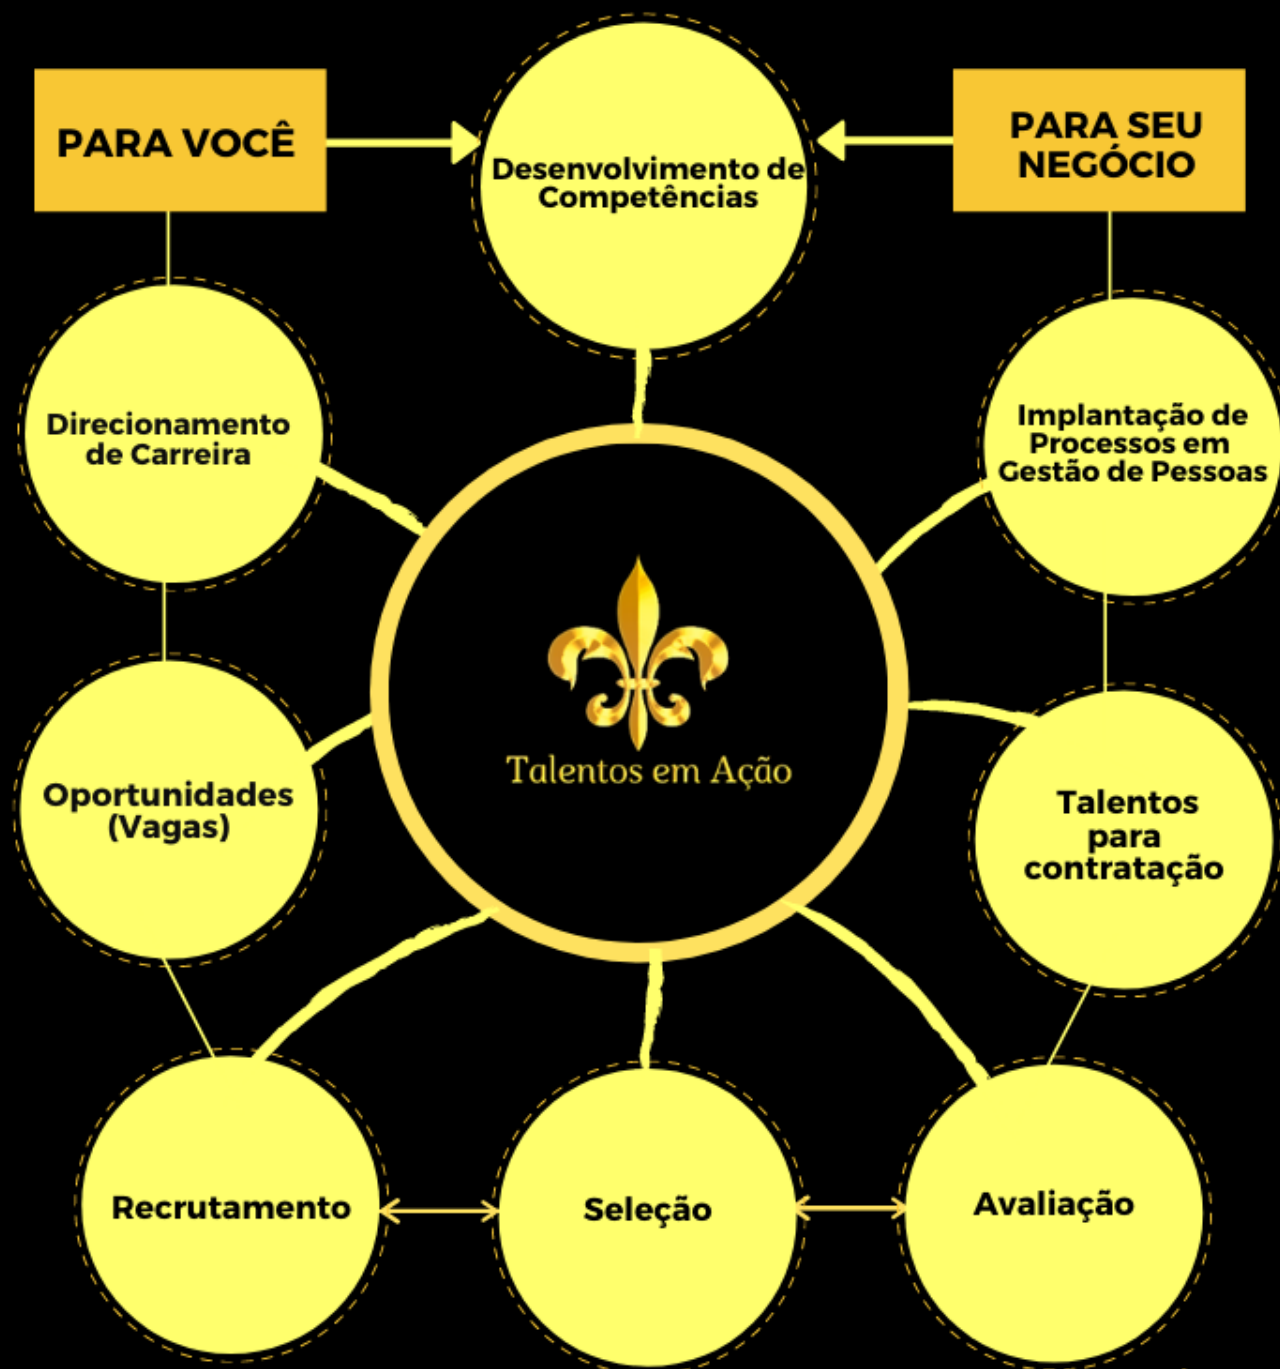 PARA VOCÊ
Desenvolvimento de
Competências
PARA SEU
NEGÓCIO
Direcionamento
de Carreira
Implantação de
Processos em
Gestão de Pessoas
Talentos em Ação
Oportunidades
(Vagas)
Talentos
para
contratação
Recrutamento
Seleção
Avaliação